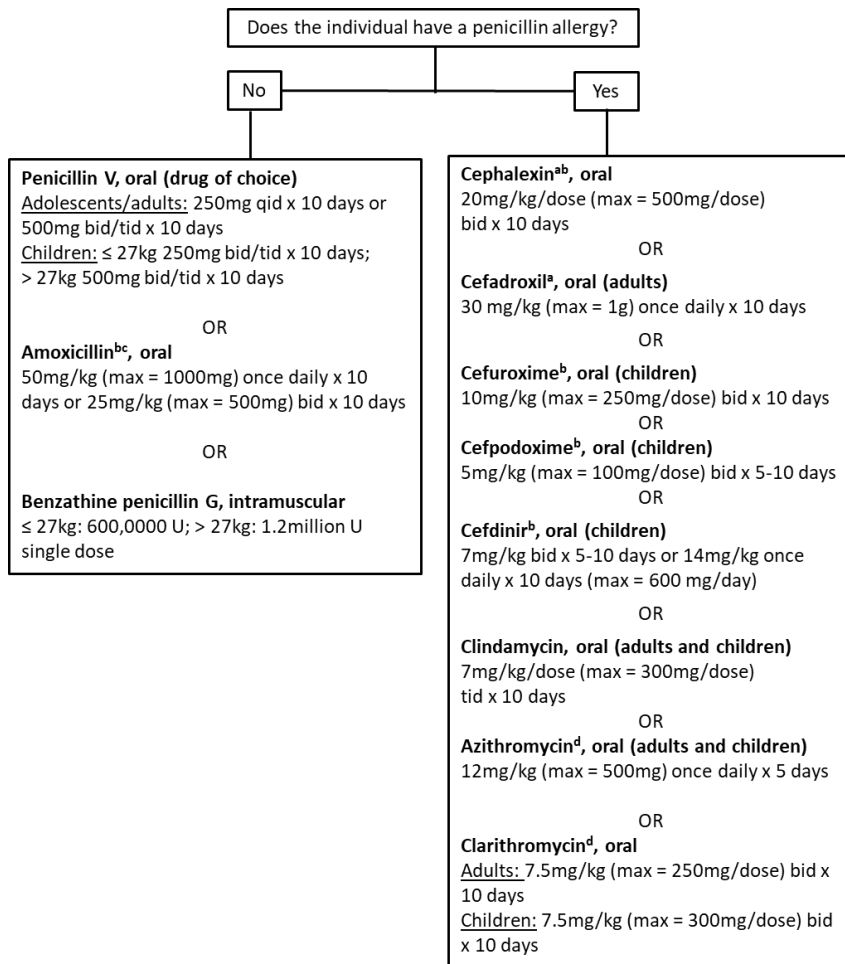 Does the individual have a penicillin allergy?
No
Yes
Penicillin V, oral (drug of choice)
Adolescents/adults: 250mg qid x 10 days or
500mg bid/tid x 10 days
Children: ≤ 27kg 250mg bid/tid x 10 days;
> 27kg 500mg bid/tid x 10 days
OR
Amoxicillinbc, oral
50mg/kg (max = 1000mg) once daily x 10
days or 25mg/kg (max = 500mg) bid x 10 days
OR
Benzathine penicillin G, intramuscular
≤ 27kg: 600,0000 U; > 27kg: 1.2million U
single dose
Cephalexinab, oral
20mg/kg/dose (max = 500mg/dose)
bid x 10 days
OR
Cefadroxila, oral (adults)
30 mg/kg (max = 1g) once daily x 10 days
OR
Cefuroximeb, oral (children)
10mg/kg (max = 250mg/dose) bid x 10 days
OR
Cefpodoximeb, oral (children)
5mg/kg (max = 100mg/dose) bid x 5-10 days
OR
Cefdinirb, oral (children)
7mg/kg bid x 5-10 days or 14mg/kg once
daily x 10 days (max = 600 mg/day)
OR
Clindamycin, oral (adults and children)
7mg/kg/dose (max = 300mg/dose)
tid x 10 days
OR
Azithromycind, oral (adults and children)
12mg/kg (max = 500mg) once daily x 5 days
OR
Clarithromycind, oral
Adults: 7.5mg/kg (max = 250mg/dose) bid x
10 days
Children: 7.5mg/kg (max = 300mg/dose) bid
x 10 days